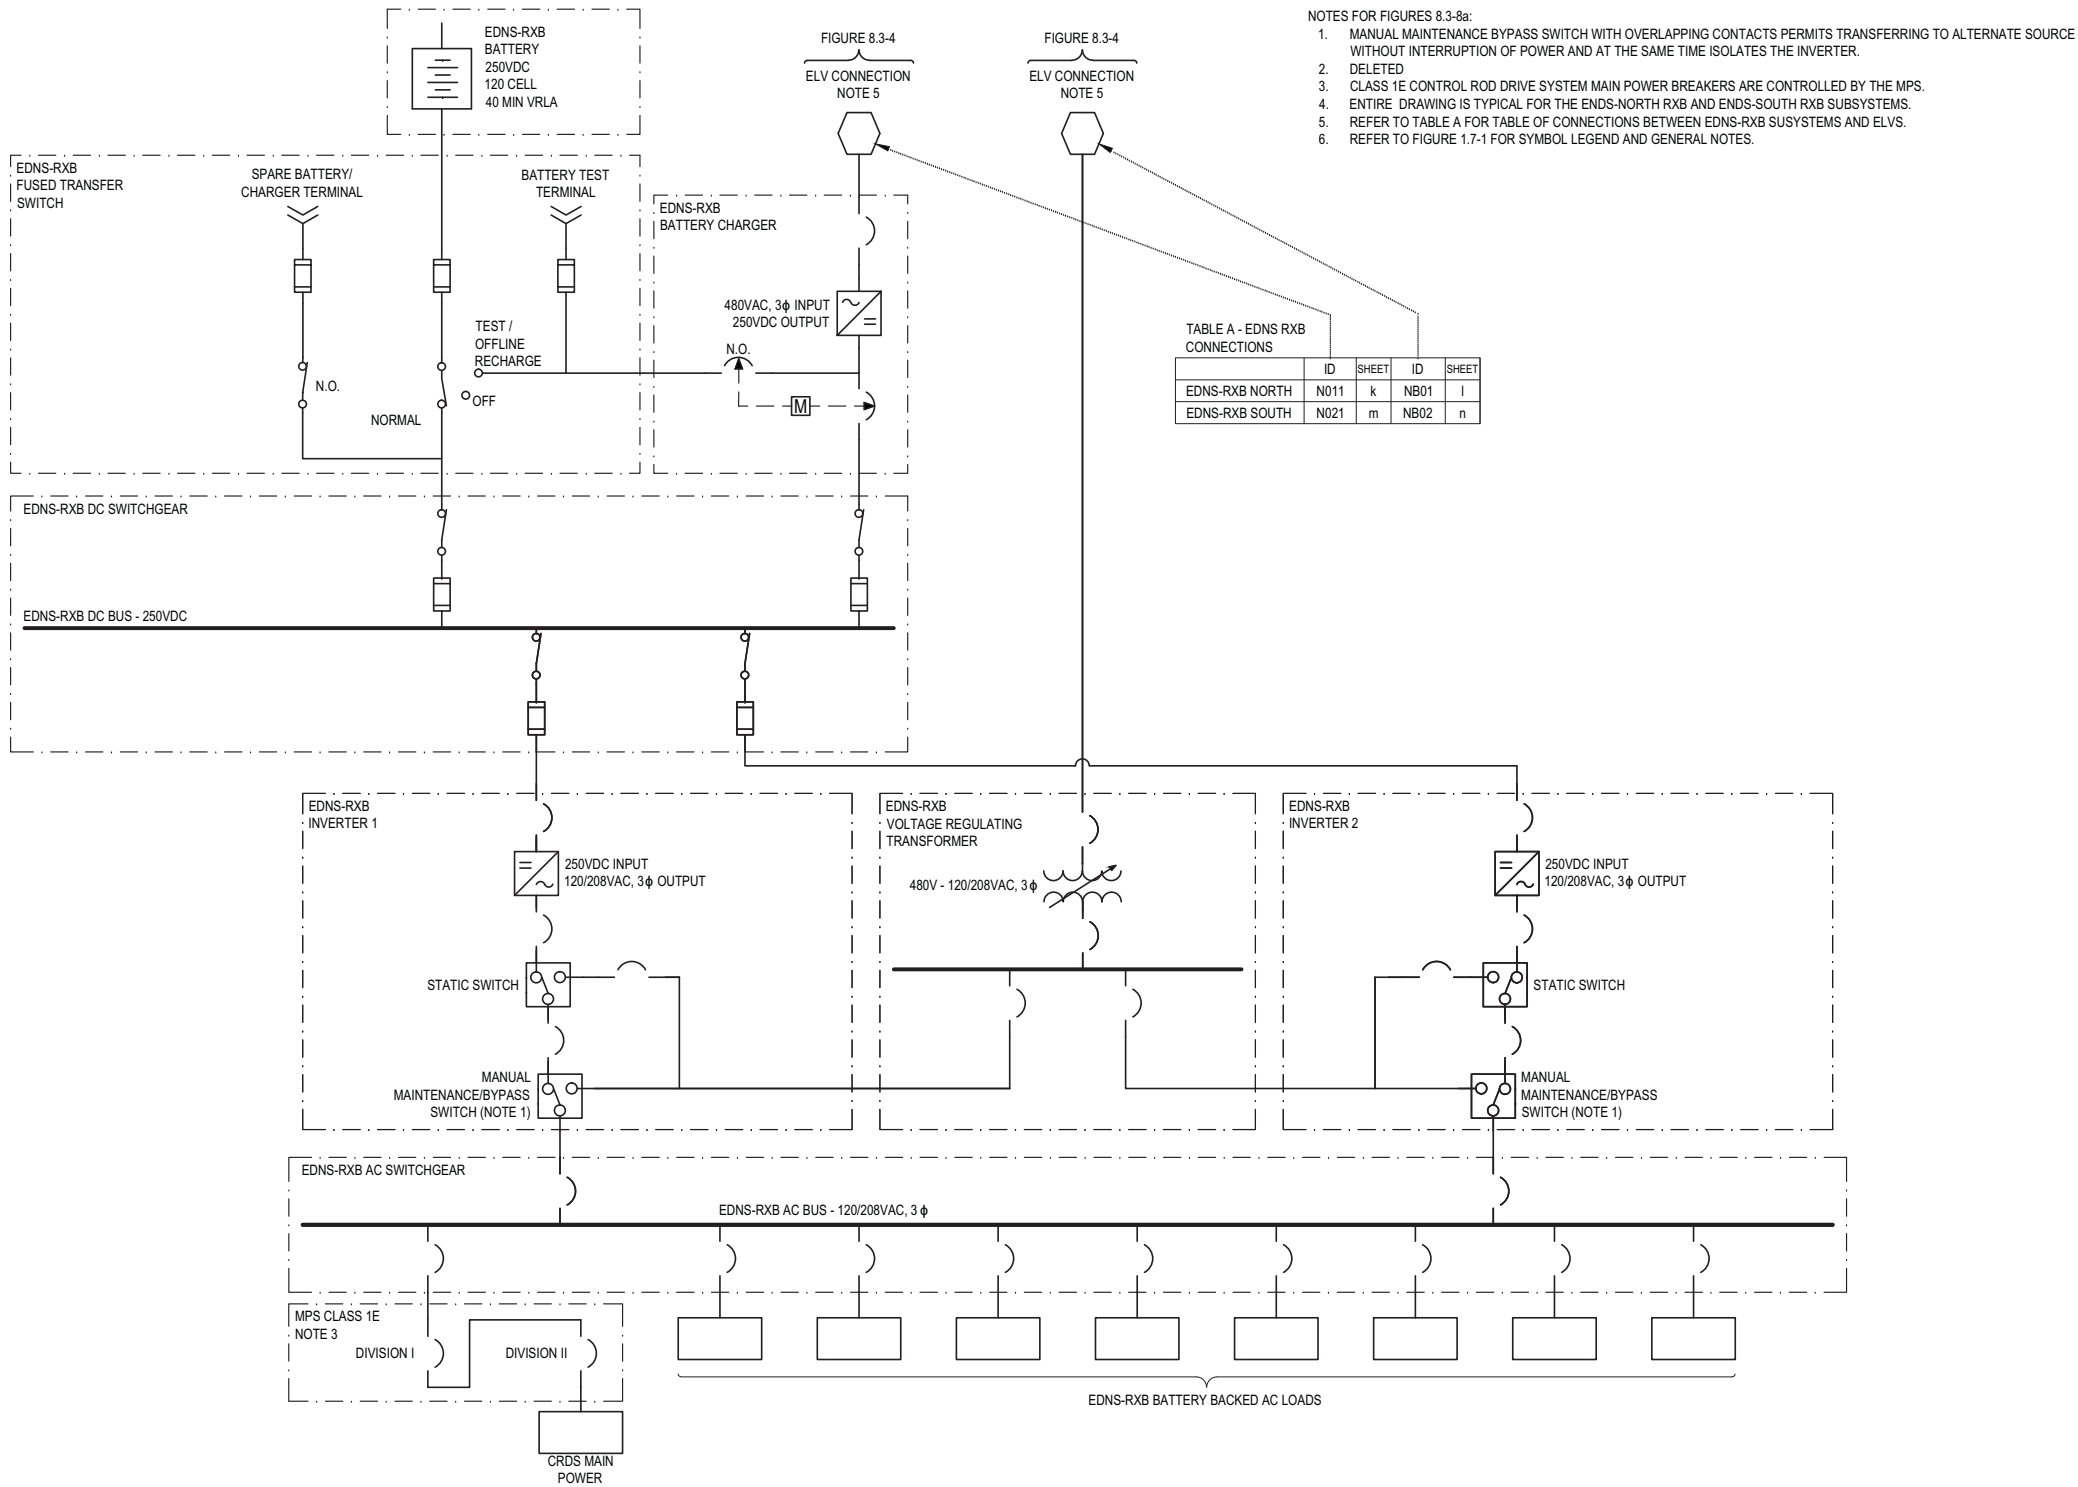 NOTES FOR FIGURES 8.3-8a:
1. MANUAL MAINTENANCE BYPASS SWITCH WITH OVERLAPPING CONTACTS PERMITS TRANSFERRING TO ALTERNATE SOURCE
WITHOUT INTERRUPTION OF POWER AND AT THE SAME TIME ISOLATES THE INVERTER.
2. DELETED
3. CLASS 1E CONTROL ROD DRIVE SYSTEM MAIN POWER BREAKERS ARE CONTROLLED BY THE MPS.
4. ENTIRE DRAWING IS TYPICAL FOR THE ENDS-NORTH RXB AND ENDS-SOUTH RXB SUBSYSTEMS.
5. REFER TO TABLE A FOR TABLE OF CONNECTIONS BETWEEN EDNS-RXB SUSYSTEMS AND ELVS.
6. REFER TO FIGURE 1.7-1 FOR SYMBOL LEGEND AND GENERAL NOTES.
EDNS-RXB
BATTERY
250VDC
120 CELL
40 MIN VRLA
FIGURE 8.3-4
ELV CONNECTION
NOTE 5
FIGURE 8.3-4
ELV CONNECTION
NOTE 5
EDNS-RXB
FUSED TRANSFER
SWITCH
SPARE BATTERY/
CHARGER TERMINAL
BATTERY TEST
TERMINAL
EDNS-RXB
BATTERY CHARGER
480VAC, 3ϕ INPUT
250VDC OUTPUT
TEST /
OFFLINE
RECHARGE
N.O.
N.O.
OFF
M
NORMAL
TABLE A - EDNS RXB
CONNECTIONS
ID SHEET ID SHEET
EDNS-RXB NORTH N011 k NB01 l
EDNS-RXB SOUTH N021 m NB02 n
EDNS-RXB DC SWITCHGEAR
EDNS-RXB DC BUS - 250VDC
EDNS-RXB
INVERTER 1
250VDC INPUT
120/208VAC, 3ϕ OUTPUT
STATIC SWITCH
MANUAL
MAINTENANCE/BYPASS
SWITCH (NOTE 1)
EDNS-RXB
VOLTAGE REGULATING
TRANSFORMER
480V - 120/208VAC, 3ϕ
EDNS-RXB
INVERTER 2
250VDC INPUT
120/208VAC, 3ϕ OUTPUT
STATIC SWITCH
MANUAL
MAINTENANCE/BYPASS
SWITCH (NOTE 1)
EDNS-RXB AC SWITCHGEAR
EDNS-RXB AC BUS - 120/208VAC, 3 ϕ
MPS CLASS 1E
NOTE 3
DIVISION I
DIVISION II
EDNS-RXB BATTERY BACKED AC LOADS
CRDS MAIN
POWER